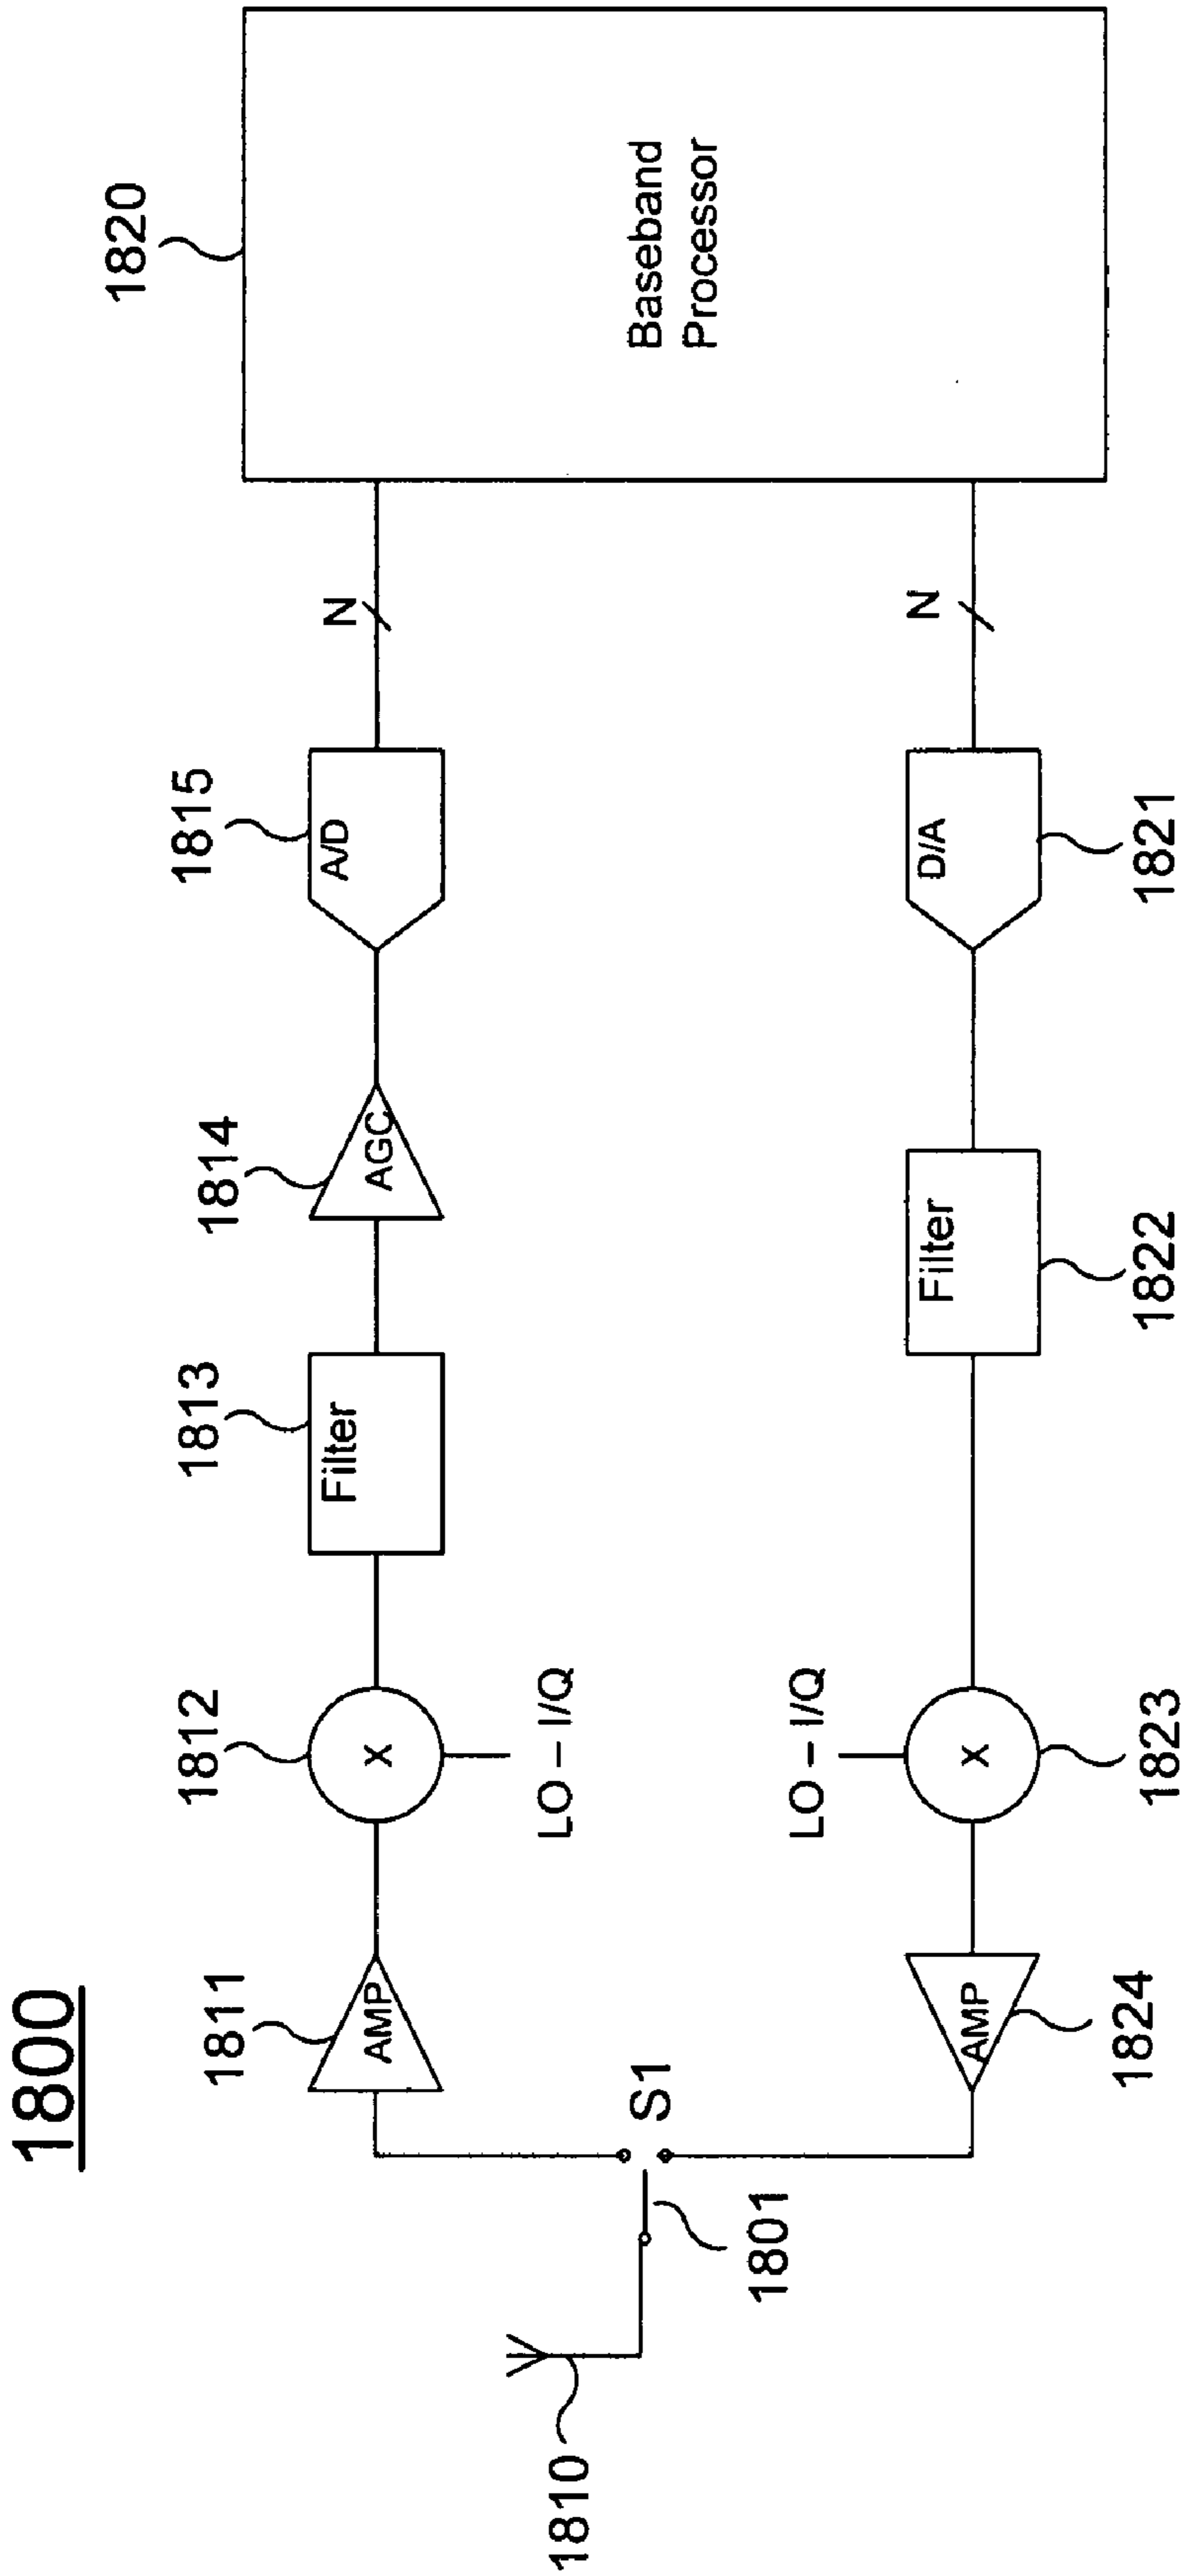 1800
1811
1812
1813
1814
1815
1820
AMP
X
Filter
AGC
A/D
N
LO – I/Q
Baseband
Processor
1810
1801
S1
LO – I/Q
AMP
X
Filter
D/A
N
1824
1823
1822
1821